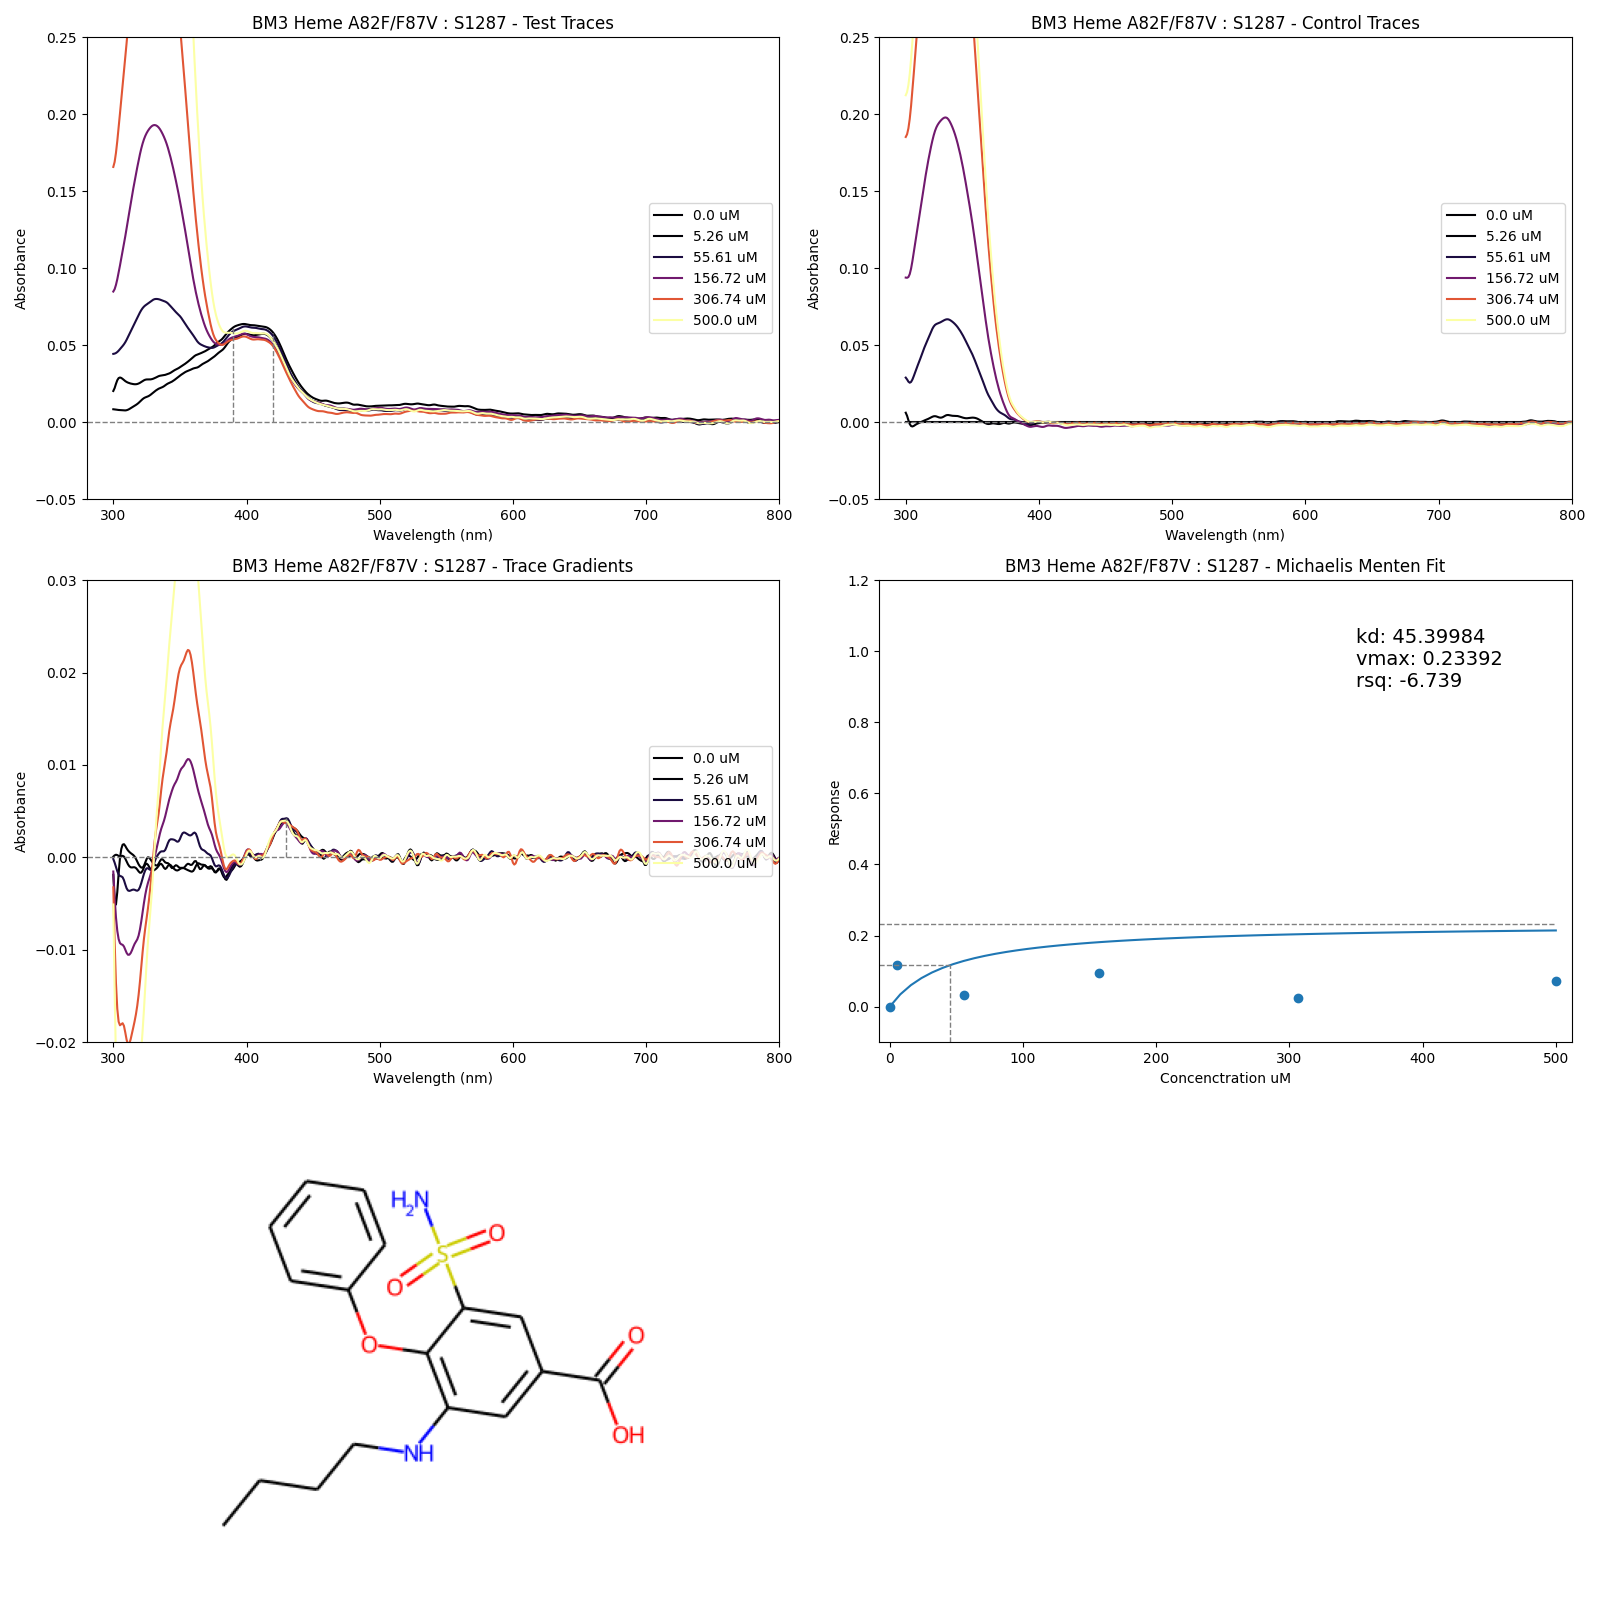 BM3 Heme A82F/F87V : S1287 - Test Traces
0.25
0.20
0.15
0.10
0.05
0.00
−0.05
Absorbance
0.0 uM
5.26 uM
55.61 uM
156.72 uM
306.74 uM
500.0 uM
300 400 500 600 700 800
Wavelength (nm)
BM3 Heme A82F/F87V : S1287 - Control Traces
0.25
0.20
0.15
0.10
0.05
0.00
−0.05
Absorbance
0.0 uM
5.26 uM
55.61 uM
156.72 uM
306.74 uM
500.0 uM
300 400 500 600 700 800
Wavelength (nm)
BM3 Heme A82F/F87V : S1287 - Trace Gradients
0.03
0.02
0.01
0.00
−0.01
−0.02
Absorbance
0.0 uM
5.26 uM
55.61 uM
156.72 uM
306.74 uM
500.0 uM
300 400 500 600 700 800
Wavelength (nm)
BM3 Heme A82F/F87V : S1287 - Michaelis Menten Fit
1.2
1.0
0.8
0.6
0.4
0.2
0.0
Response
kd: 45.39984
vmax: 0.23392
rsq: -6.739
0 100 200 300 400 500
Concenctration uM
H2N
O
S
O
O
O
OH
NH